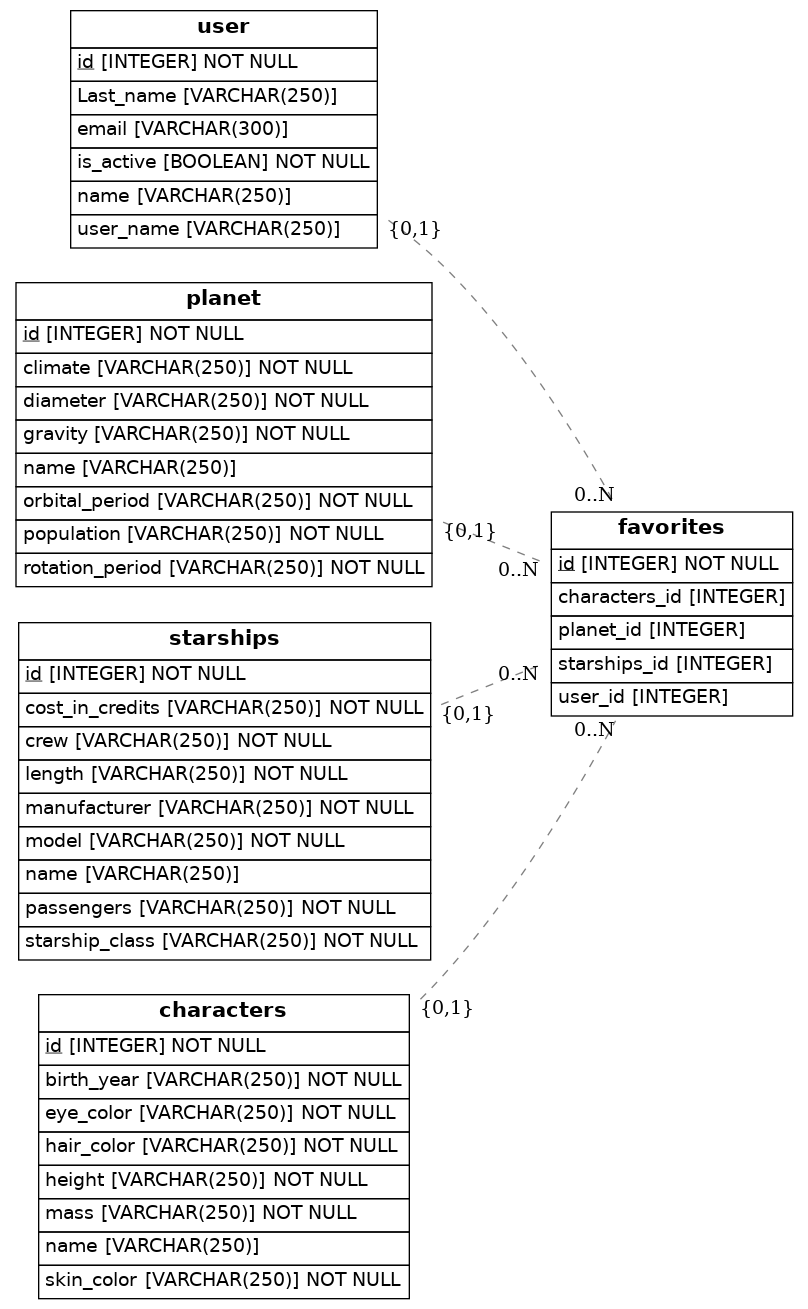 user
id [INTEGER] NOT NULL
Last_name [VARCHAR(250)]
email [VARCHAR(300)]
is_active [BOOLEAN] NOT NULL
name [VARCHAR(250)]
user_name [VARCHAR(250)]
{0,1}
planet
id [INTEGER] NOT NULL
climate [VARCHAR(250)] NOT NULL
diameter [VARCHAR(250)] NOT NULL
gravity [VARCHAR(250)] NOT NULL
name [VARCHAR(250)]
orbital_period [VARCHAR(250)] NOT NULL
population [VARCHAR(250)] NOT NULL
rotation_period [VARCHAR(250)] NOT NULL
{0,1}
0..N
0..N
favorites
id [INTEGER] NOT NULL
characters_id [INTEGER]
planet_id [INTEGER]
starships_id [INTEGER]
user_id [INTEGER]
0..N
0..N
starships
id [INTEGER] NOT NULL
cost_in_credits [VARCHAR(250)] NOT NULL
crew [VARCHAR(250)] NOT NULL
length [VARCHAR(250)] NOT NULL
manufacturer [VARCHAR(250)] NOT NULL
model [VARCHAR(250)] NOT NULL
name [VARCHAR(250)]
passengers [VARCHAR(250)] NOT NULL
starship_class [VARCHAR(250)] NOT NULL
{0,1}
characters
id [INTEGER] NOT NULL
birth_year [VARCHAR(250)] NOT NULL
eye_color [VARCHAR(250)] NOT NULL
hair_color [VARCHAR(250)] NOT NULL
height [VARCHAR(250)] NOT NULL
mass [VARCHAR(250)] NOT NULL
name [VARCHAR(250)]
skin_color [VARCHAR(250)] NOT NULL
{0,1}